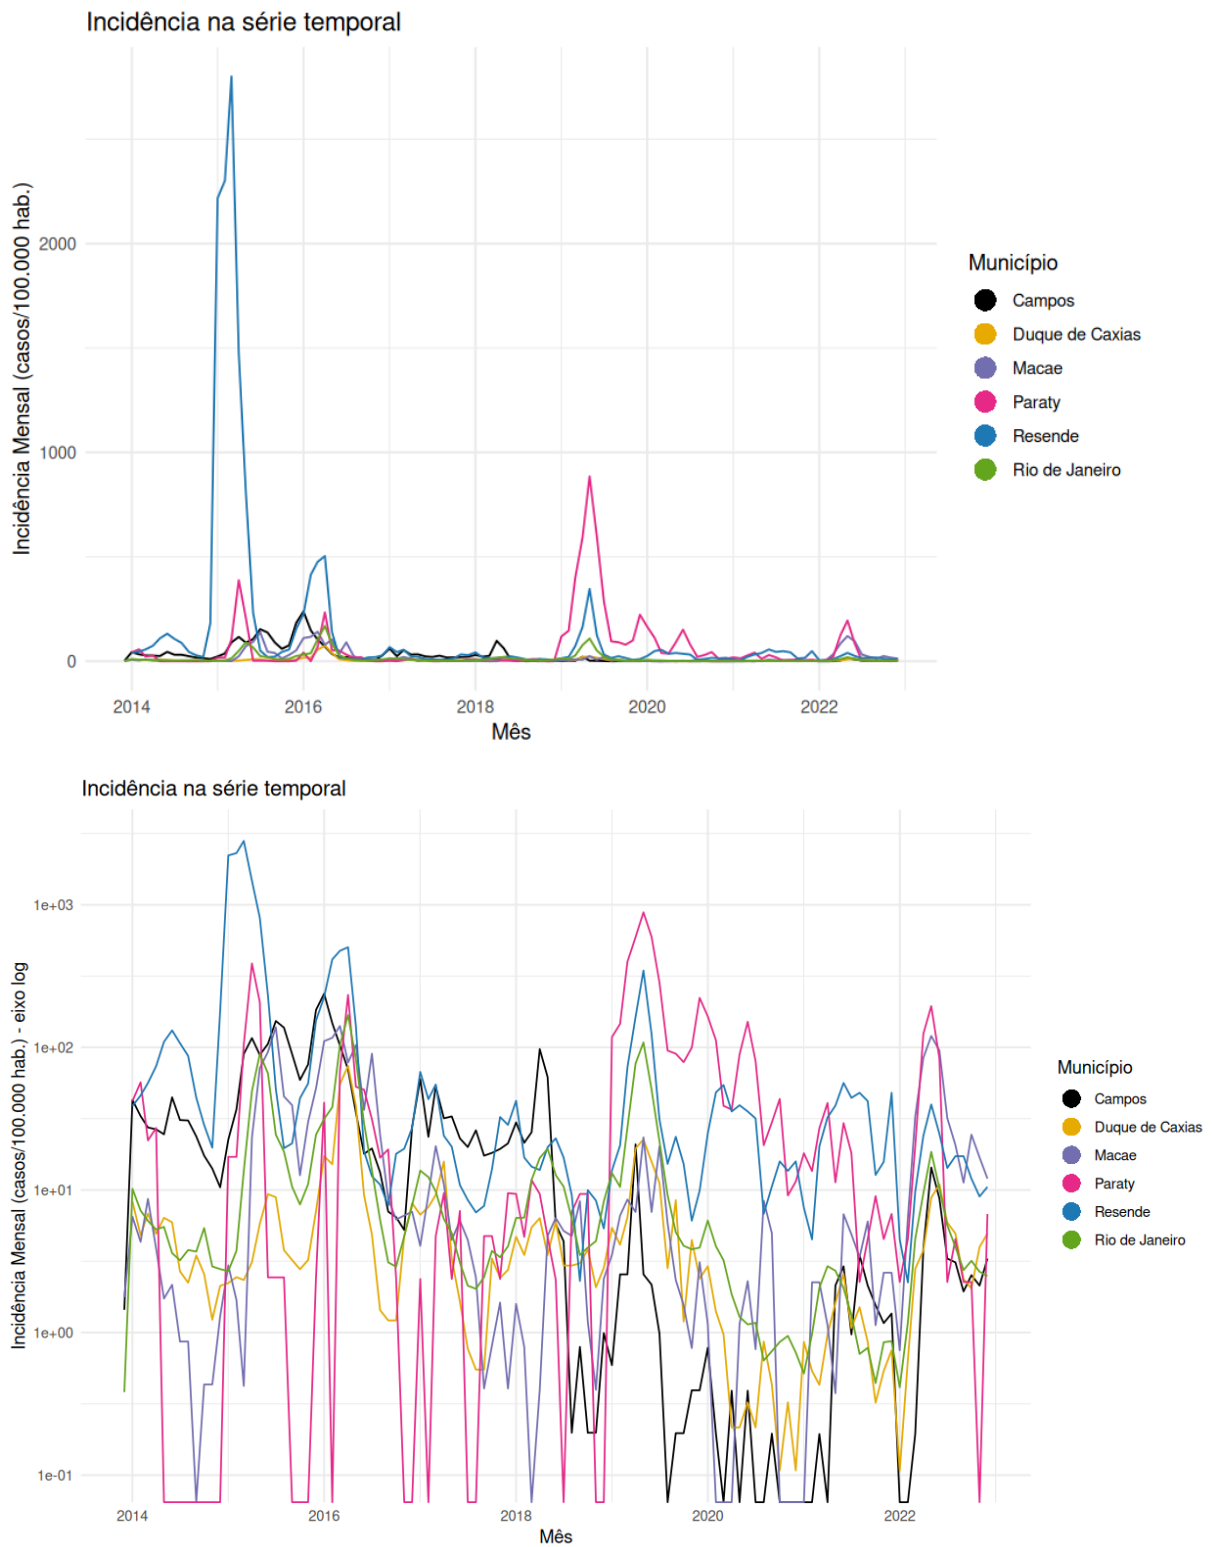 Incidência na série temporal
Incidência Mensal (casos/100.000 hab.)
2000
1000
0
2014 2016 2018 2020 2022
Mês
Município
Campos
Duque de Caxias
Macae
Paraty
Resende
Rio de Janeiro
Incidência na série temporal
Incidência Mensal (casos/100.000 hab.) - eixo log
1e+03
1e+02
1e+01
1e+00
1e-01
2014 2016 2018 2020 2022
Mês
Município
Campos
Duque de Caxias
Macae
Paraty
Resende
Rio de Janeiro